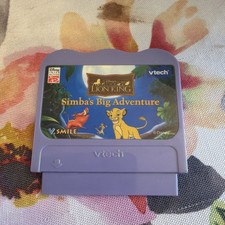 vtech
THE LION KING
Simba's Big Adventure
V.SMILE
vtech